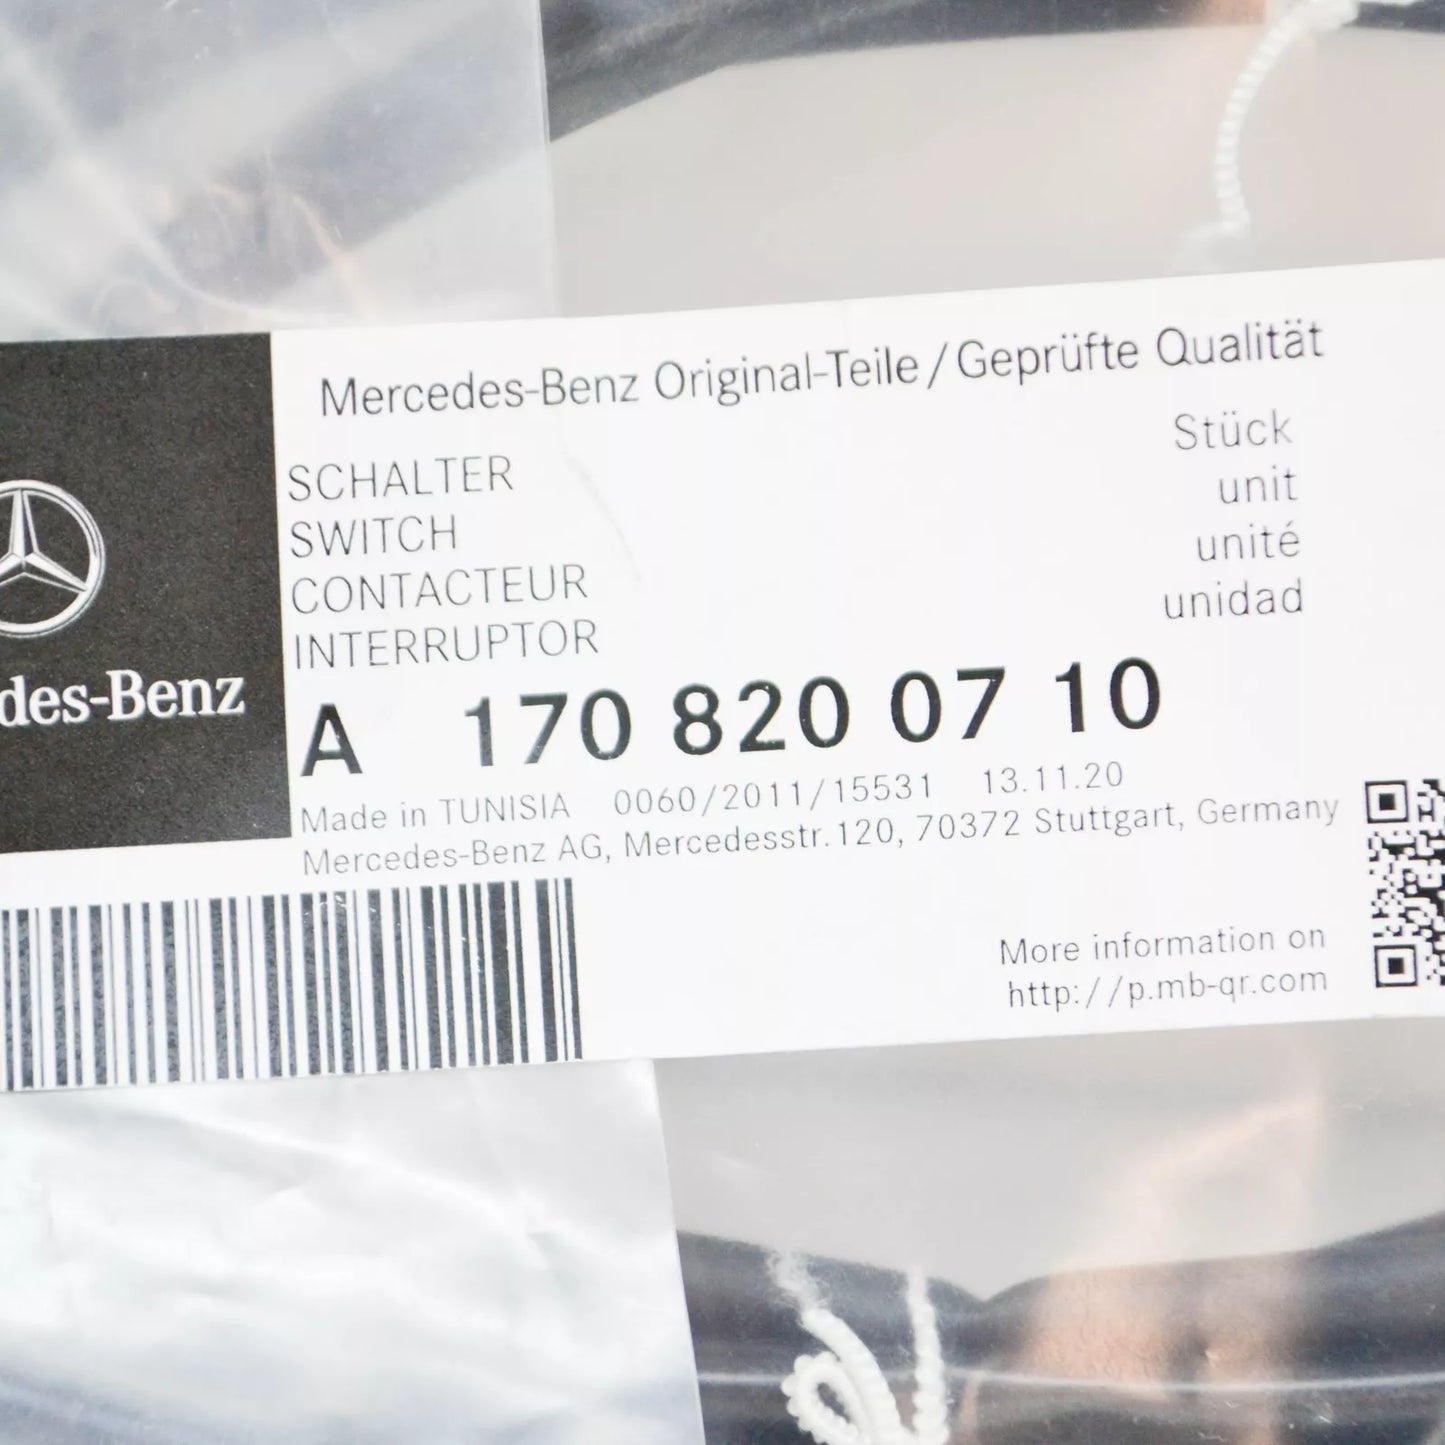 Mercedes-Benz Original-Teile / Geprüfte Qualität
Stück
SCHALTER
unit
SWITCH
unité
CONTACTEUR
unidad
INTERRUPTOR
des-Benz
A 170 820 07 10
Made in TUNISIA 0060/2011/15531 13.11.20
Mercedes-Benz AG, Mercedesstr. 120, 70372 Stuttgart, Germany
More information on
http://p.mb-qr.com